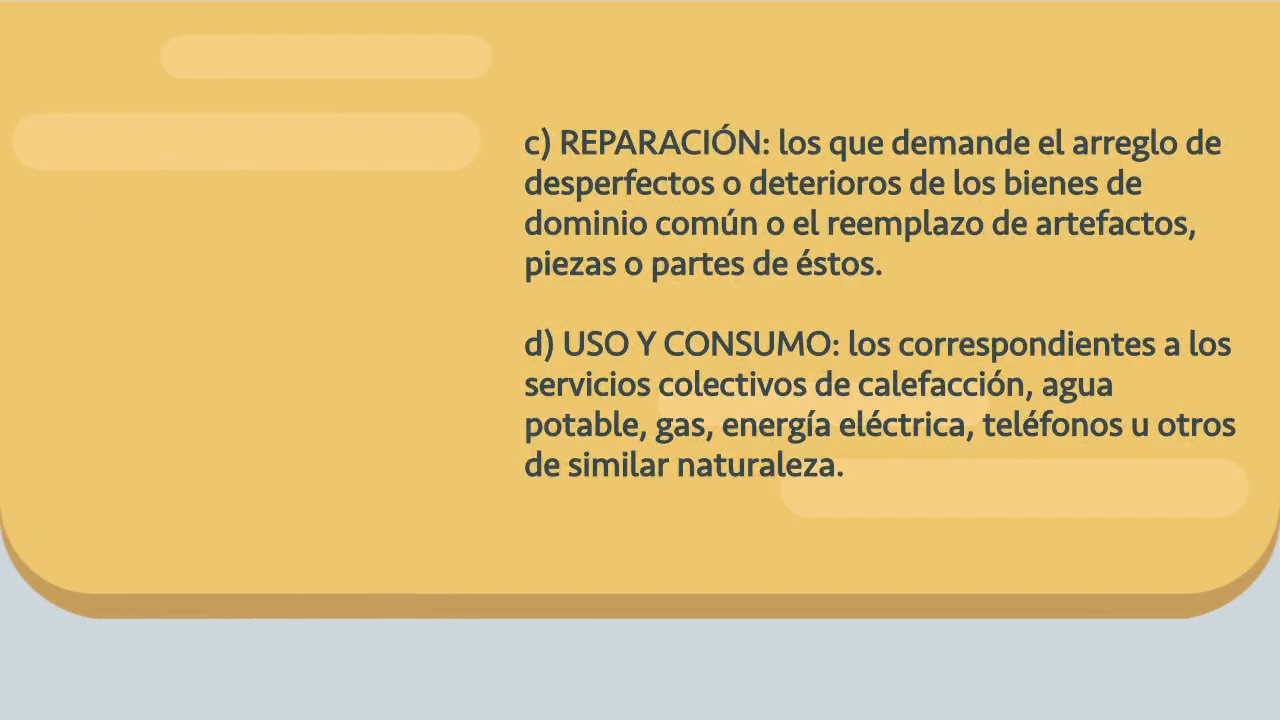 c) REPARACIÓN: los que demande el arreglo de
desperfectos o deterioros de los bienes de
dominio común o el reemplazo de artefactos,
piezas o partes de éstos.
d) USO Y CONSUMO: los correspondientes a los
servicios colectivos de calefacción, agua
potable, gas, energía eléctrica, teléfonos u otros
de similar naturaleza.